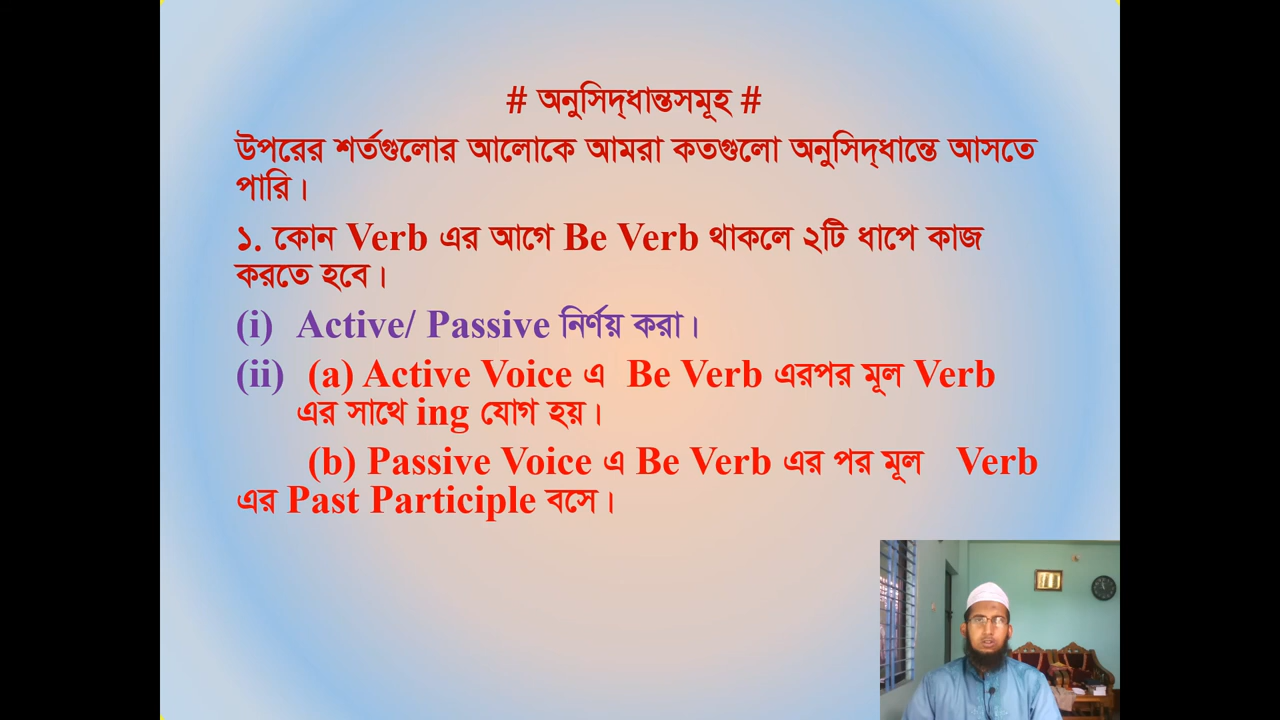 # অনুসিদ্ধান্তসমূহ #
উপরের শর্তগুলোর আলোকে আমরা কতগুলো অনুসিদ্ধান্তে আসতে
পারি।
১. কোন Verb এর আগে Be Verb থাকলে ২টি ধাপে কাজ
করতে হবে।
(i) Active/ Passive নির্ণয় করা।
(ii) (a) Active Voice এ Be Verb এরপর মূল Verb
এর সাথে ing যোগ হয়।
(b) Passive Voice এ Be Verb এর পর মূল Verb
এর Past Participle বসে।